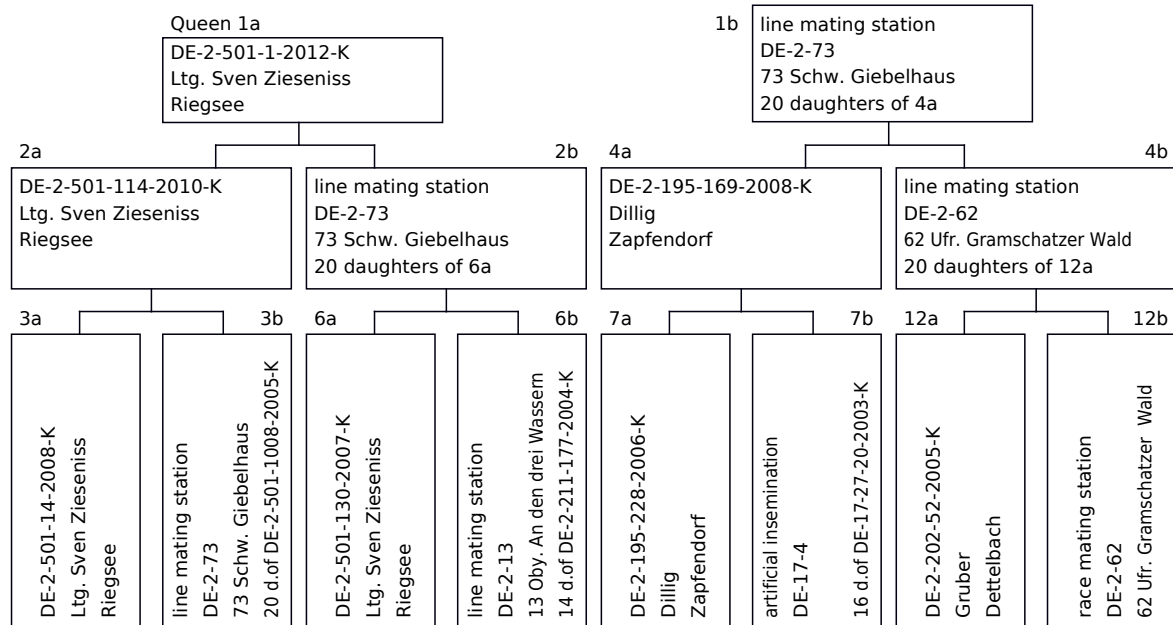 Queen 1a
DE-2-501-1-2012-K
Ltg. Sven Zieseniss
Riegsee
1b
line mating station
DE-2-73
73 Schw. Giebelhaus
20 daughters of 4a
2a
DE-2-501-114-2010-K
Ltg. Sven Zieseniss
Riegsee
2b
line mating station
DE-2-73
73 Schw. Giebelhaus
20 daughters of 6a
4a
DE-2-195-169-2008-K
Dillig
Zapfendorf
4b
line mating station
DE-2-62
62 Ufr. Gramschatzer Wald
20 daughters of 12a
3a
DE-2-501-14-2008-K
Ltg. Sven Zieseniss
Riegsee
3b
line mating station
DE-2-73
73 Schw. Giebelhaus
20 d.of DE-2-501-1008-2005-K
6a
DE-2-501-130-2007-K
Ltg. Sven Zieseniss
Riegsee
6b
line mating station
DE-2-13
13 Oby. An den drei Wassern
14 d.of DE-2-211-177-2004-K
7a
DE-2-195-228-2006-K
Dillig
Zapfendorf
7b
artificial insemination
DE-17-4
16 d.of DE-17-27-20-2003-K
12a
DE-2-202-52-2005-K
Gruber
Dettelbach
12b
race mating station
DE-2-62
62 Ufr. Gramschatzer Wald